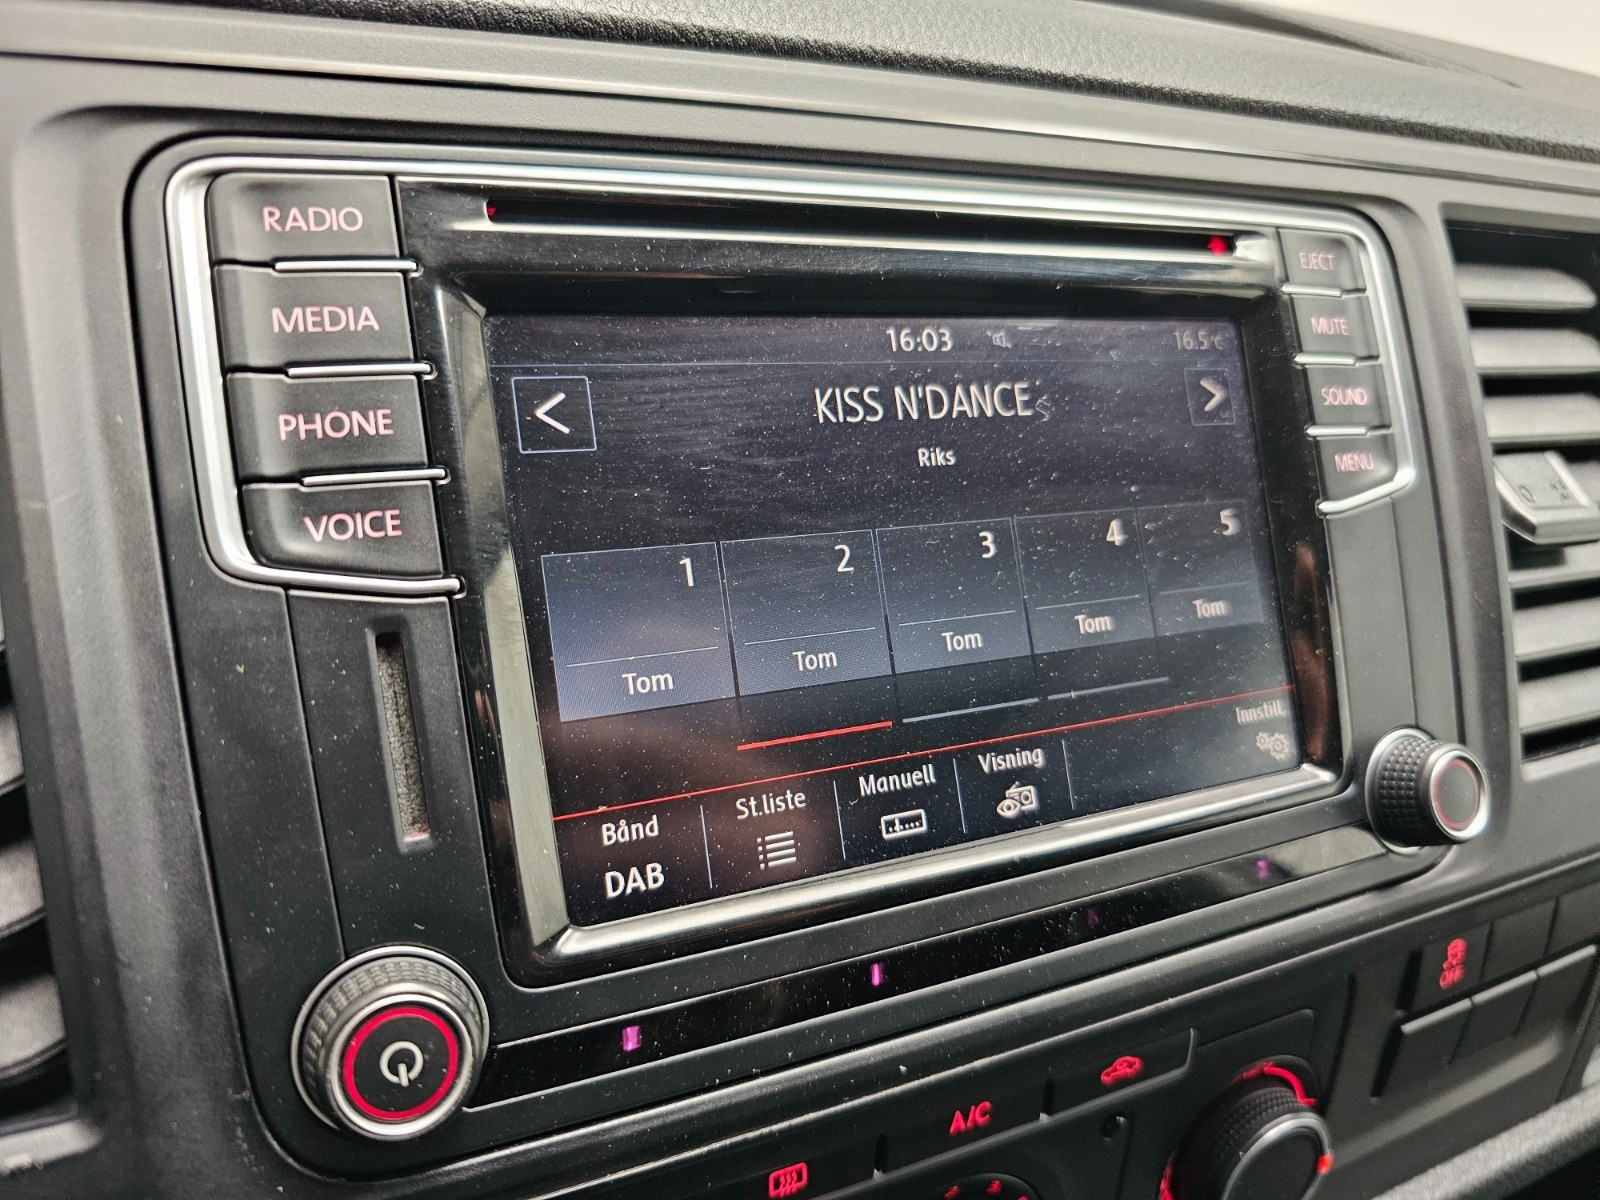 RADIO
MEDIA
PHONE
VOICE
EJECT
MUTE
SOUND
MENU
16:03
16.5°C
<
KISS N'DANCE
>
Riks
1
2
3
4
5
Tom
Tom
Tom
Tom
Tom
Bånd
DAB
St.liste
Manuell
Visning
Innstill.
OFF
A/C